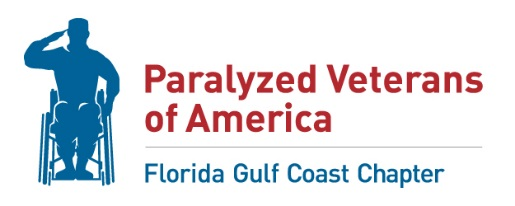 Paralyzed Veterans
of America
Florida Gulf Coast Chapter